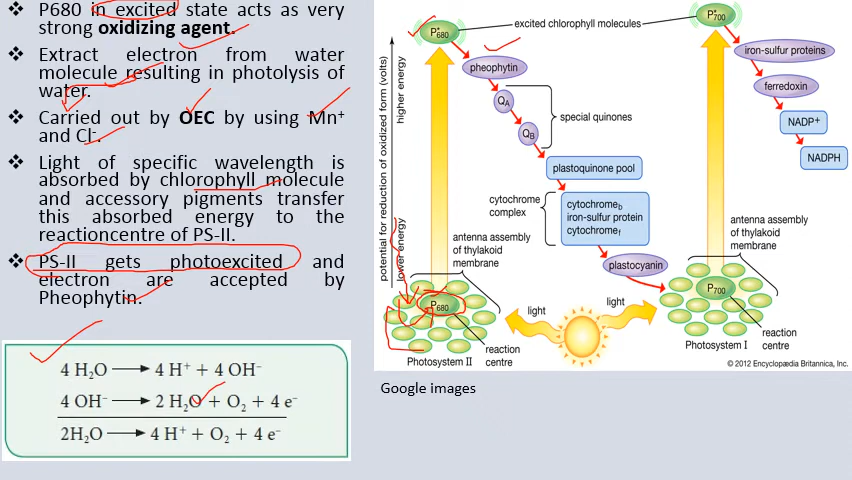 ❖ P680 in excited state acts as very
strong oxidizing agent.
❖ Extract electron from water
molecule resulting in photolysis of
water.
❖ Carried out by OEC by using Mn⁺
and Cl⁻.
❖ Light of specific wavelength is
absorbed by chlorophyll molecule
and accessory pigments transfer
this absorbed energy to the
reactioncentre of PS-II.
❖ PS-II gets photoexcited and
electron are accepted by
Pheophytin.
4 H₂O ⟶ 4 H⁺ + 4 OH⁻
4 OH⁻ ⟶ 2 H₂O + O₂ + 4 e⁻
2H₂O ⟶ 4 H⁺ + O₂ + 4 e⁻
potential for reduction of oxidized form (volts)
higher energy
lower energy
P*680
excited chlorophyll molecules
P*700
pheophytin
QA
QB
special quinones
plastoquinone pool
cytochrome
complex
cytochromeb
iron-sulfur protein
cytochromef
plastocyanin
iron-sulfur proteins
ferredoxin
NADP+
NADPH
antenna assembly
of thylakoid
membrane
antenna assembly
of thylakoid
membrane
P680
P700
light
light
reaction
centre
reaction
centre
Photosystem II
Photosystem I
© 2012 Encyclopædia Britannica, Inc.
Google images